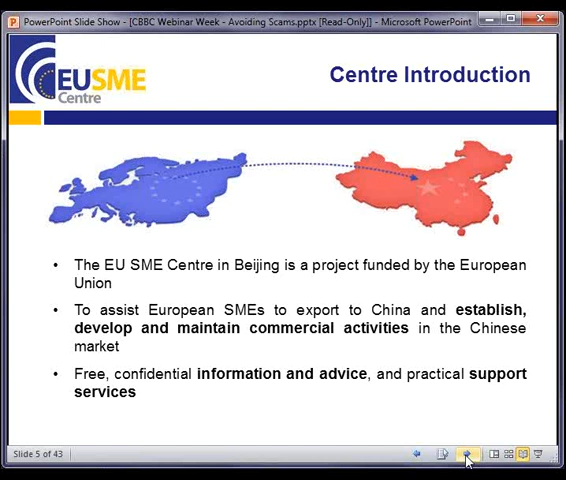 PowerPoint Slide Show - [CBBC Webinar Week - Avoiding Scams.pptx [Read-Only]] - Microsoft PowerPoint
EUSME
Centre
Centre Introduction
• The EU SME Centre in Beijing is a project funded by the European
Union
• To assist European SMEs to export to China and establish,
develop and maintain commercial activities in the Chinese
market
• Free, confidential information and advice, and practical support
services
Slide 5 of 43